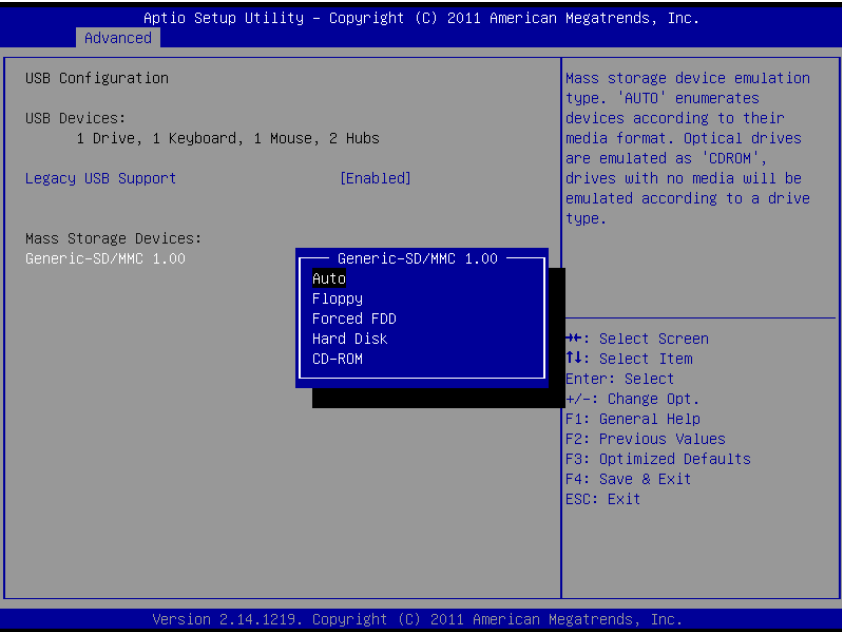 Aptio Setup Utility – Copyright (C) 2011 American Megatrends, Inc.
Advanced
USB Configuration
USB Devices:
1 Drive, 1 Keyboard, 1 Mouse, 2 Hubs
Legacy USB Support [Enabled]
Mass Storage Devices:
Generic-SD/MMC 1.00
Generic-SD/MMC 1.00
Auto
Floppy
Forced FDD
Hard Disk
CD-ROM
Mass storage device emulation
type. 'AUTO' enumerates
devices according to their
media format. Optical drives
are emulated as 'CDROM',
drives with no media will be
emulated according to a drive
type.
→←: Select Screen
↑↓: Select Item
Enter: Select
+/-: Change Opt.
F1: General Help
F2: Previous Values
F3: Optimized Defaults
F4: Save & Exit
ESC: Exit
Version 2.14.1219. Copyright (C) 2011 American Megatrends, Inc.